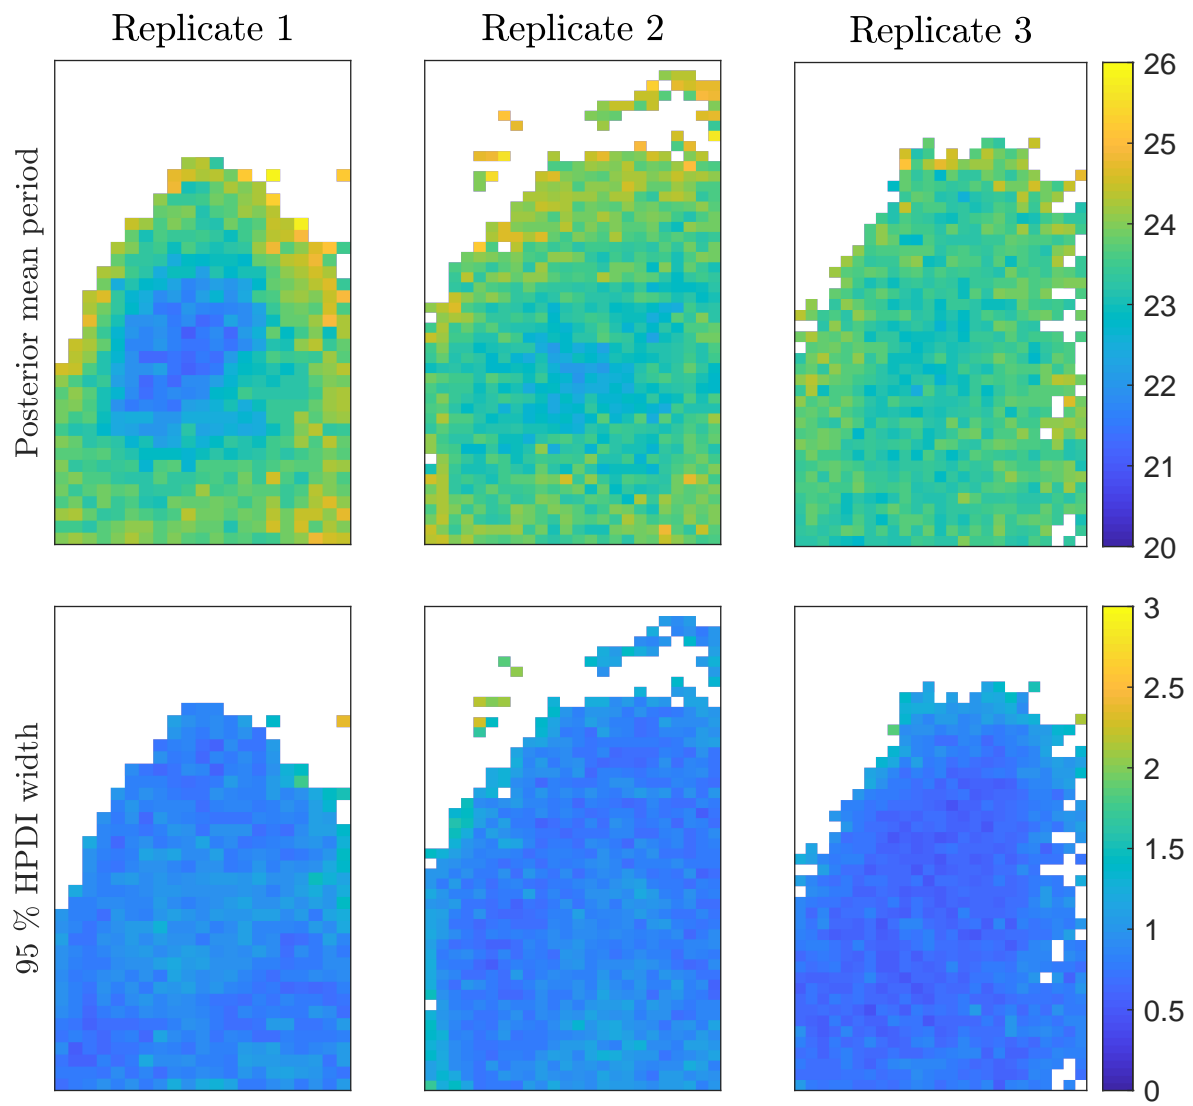 Replicate 1
Replicate 2
Replicate 3
Posterior mean period
26
25
24
23
22
21
20
95 % HPDI width
3
2.5
2
1.5
1
0.5
0